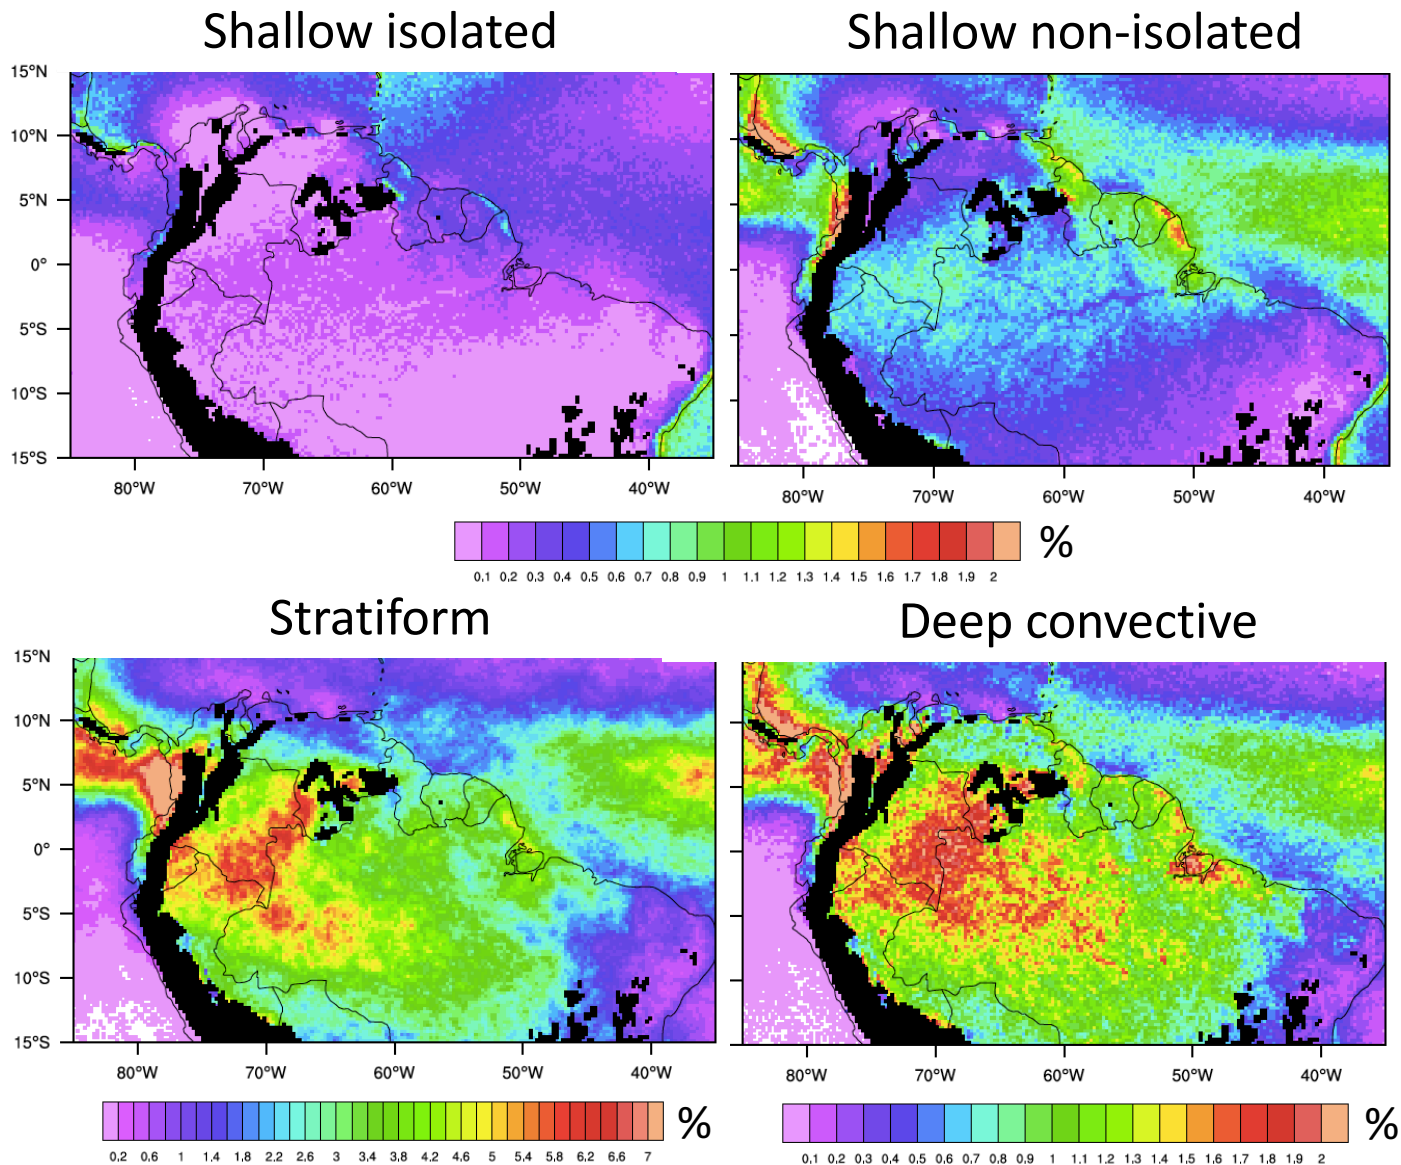 Shallow isolated
Shallow non-isolated
15°N
10°N
5°N
0°
5°S
10°S
15°S
80°W 70°W 60°W 50°W 40°W
80°W 70°W 60°W 50°W 40°W
%
0.1 0.2 0.3 0.4 0.5 0.6 0.7 0.8 0.9 1 1.1 1.2 1.3 1.4 1.5 1.6 1.7 1.8 1.9 2
Stratiform
Deep convective
15°N
10°N
5°N
0°
5°S
10°S
15°S
80°W 70°W 60°W 50°W 40°W
80°W 70°W 60°W 50°W 40°W
%
0.2 0.6 1 1.4 1.8 2.2 2.6 3 3.4 3.8 4.2 4.6 5 5.4 5.8 6.2 6.6 7
%
0.1 0.2 0.3 0.4 0.5 0.6 0.7 0.8 0.9 1 1.1 1.2 1.3 1.4 1.5 1.6 1.7 1.8 1.9 2